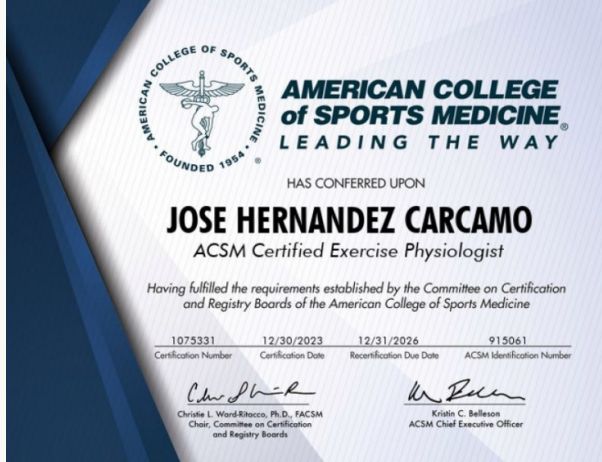 AMERICAN COLLEGE OF SPORTS MEDICINE
• FOUNDED 1954 •
®
AMERICAN COLLEGE
of SPORTS MEDICINE®
LEADING THE WAY
HAS CONFERRED UPON
JOSE HERNANDEZ CARCAMO
ACSM Certified Exercise Physiologist
Having fulfilled the requirements established by the Committee on Certification
and Registry Boards of the American College of Sports Medicine
1075331 12/30/2023 12/31/2026 915061
Certification Number Certification Date Recertification Due Date ACSM Identification Number
Christie L. Ward-Ritacco, Ph.D., FACSM
Chair, Committee on Certification
and Registry Boards
Kristin C. Belleson
ACSM Chief Executive Officer